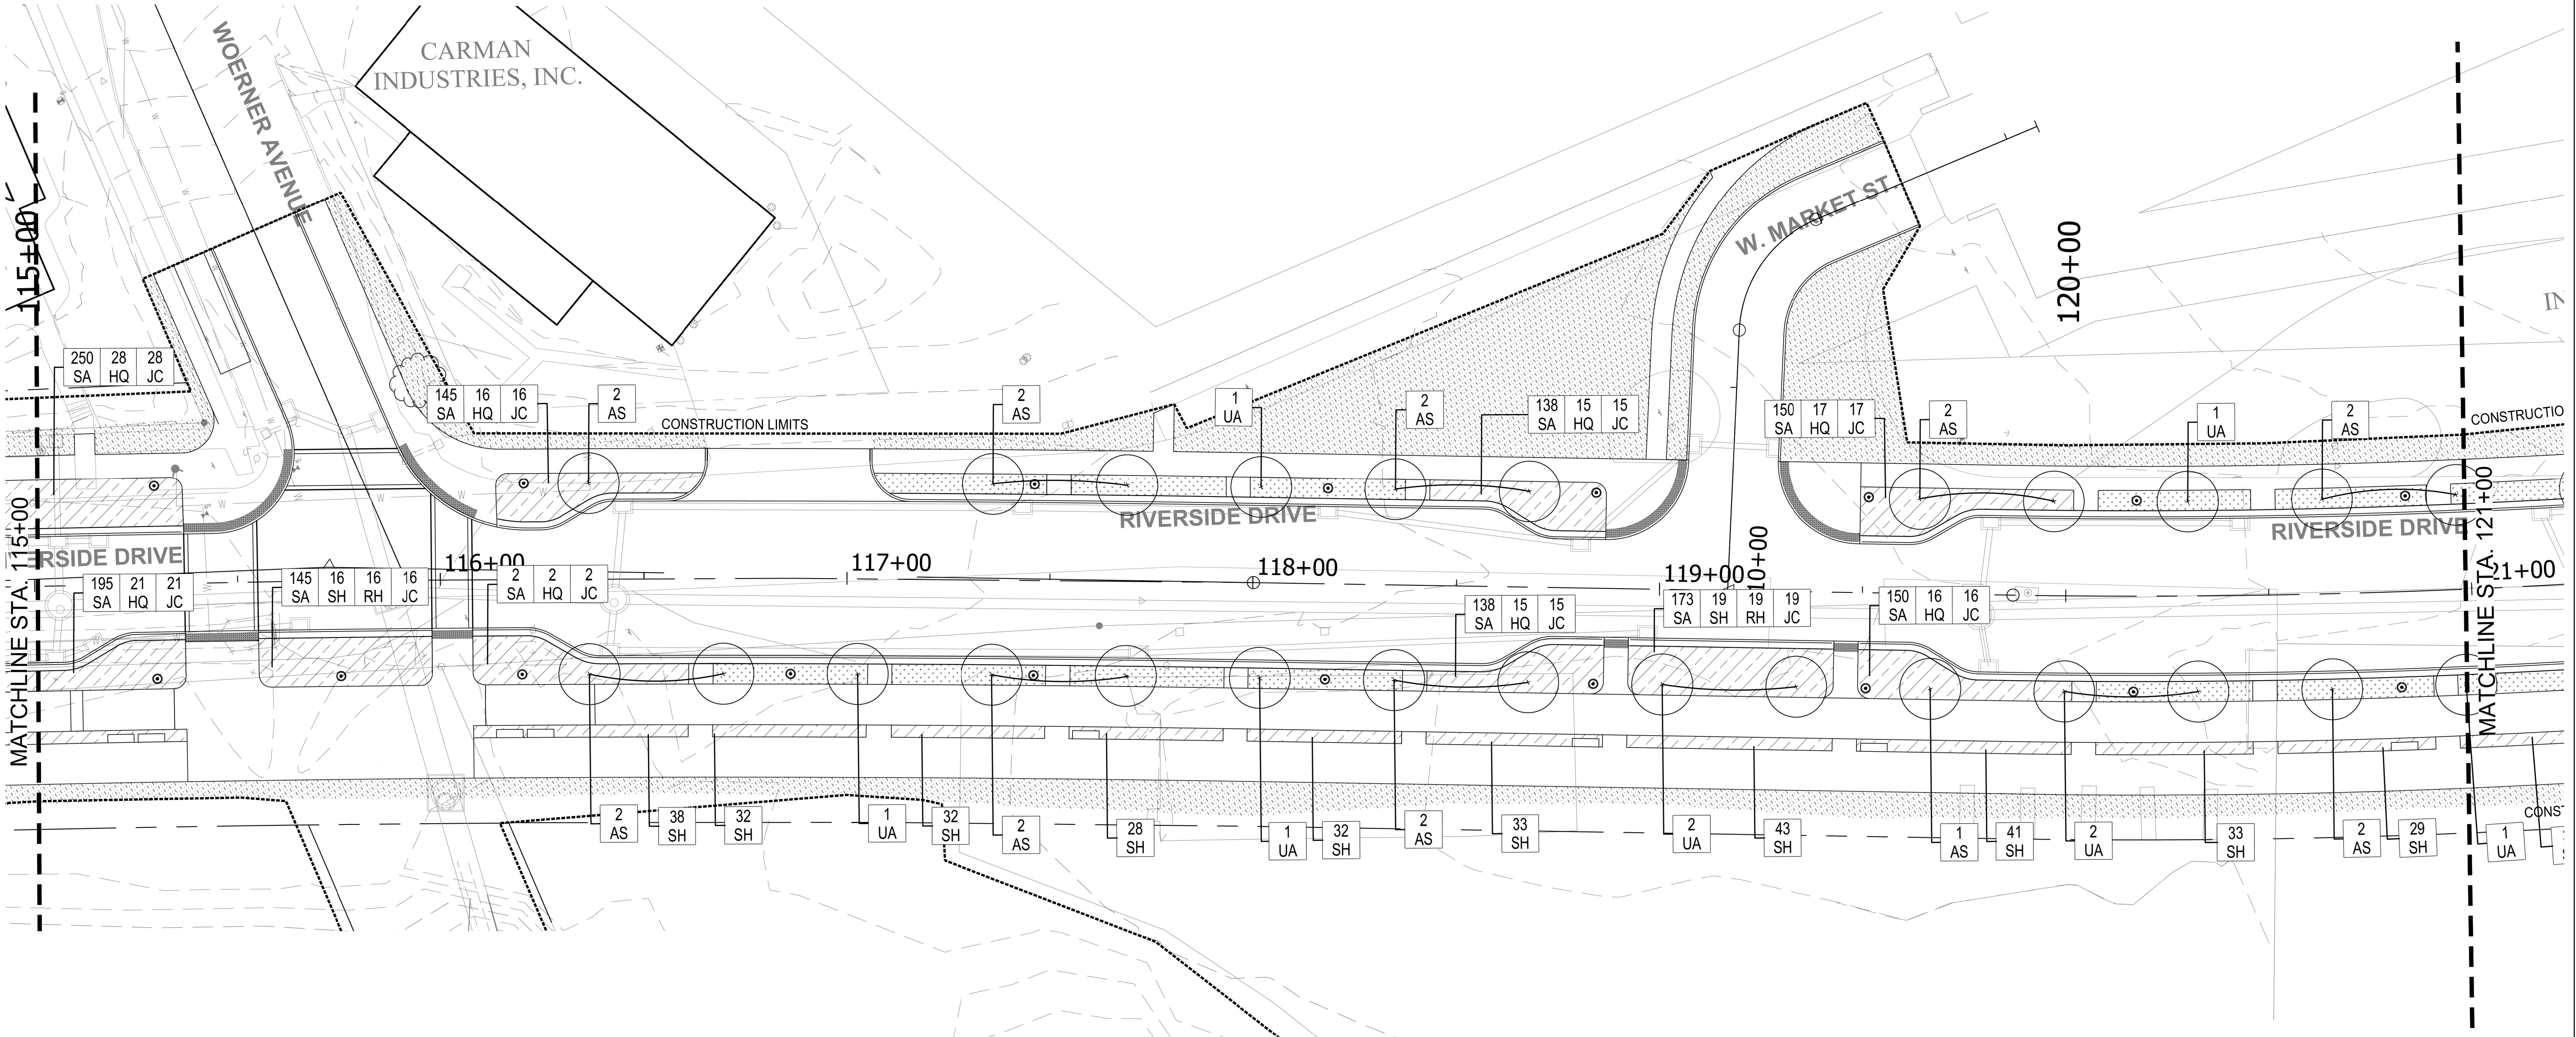 WOERNER AVENUE
CARMAN
INDUSTRIES, INC.
W. MARKET ST.
115+00
120+00
IN
250 28 28
SA HQ JC
145 16 16
SA HQ JC
2
AS
CONSTRUCTION LIMITS
2
AS
1
UA
2
AS
138 15 15
SA HQ JC
150 17 17
SA HQ JC
2
AS
1
UA
2
AS
CONSTRUCTIO
RIVERSIDE DRIVE
RIVERSIDE DRIVE
ERSIDE DRIVE
MATCHLINE STA. 115+00
116+00
117+00
118+00
119+00
10+00
21+00
MATCHLINE STA. 121+00
195 21 21
SA HQ JC
145 16 16 16
SA SH RH JC
2 2 2
SA HQ JC
138 15 15
SA HQ JC
173 19 19 19
SA SH RH JC
150 16 16
SA HQ JC
2
AS
38
SH
32
SH
1
UA
32
SH
2
AS
28
SH
1
UA
32
SH
2
AS
33
SH
2
UA
43
SH
1
AS
41
SH
2
UA
33
SH
2
AS
29
SH
1
UA
CONS